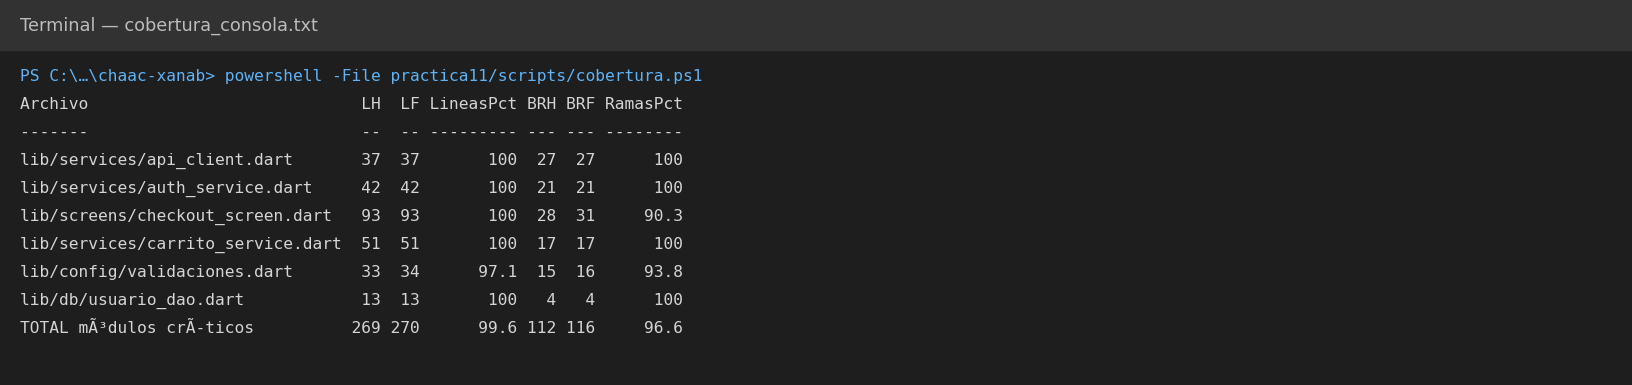 Terminal — cobertura_consola.txt
PS C:\…\chaac-xanab> powershell -File practica11/scripts/cobertura.ps1
Archivo                            LH  LF LineasPct BRH BRF RamasPct
-------                            --  -- --------- --- --- --------
lib/services/api_client.dart       37  37       100  27  27      100
lib/services/auth_service.dart     42  42       100  21  21      100
lib/screens/checkout_screen.dart   93  93       100  28  31     90.3
lib/services/carrito_service.dart  51  51       100  17  17      100
lib/config/validaciones.dart       33  34      97.1  15  16     93.8
lib/db/usuario_dao.dart            13  13       100   4   4      100
TOTAL mÃ³dulos crÃ-ticos          269 270      99.6 112 116     96.6